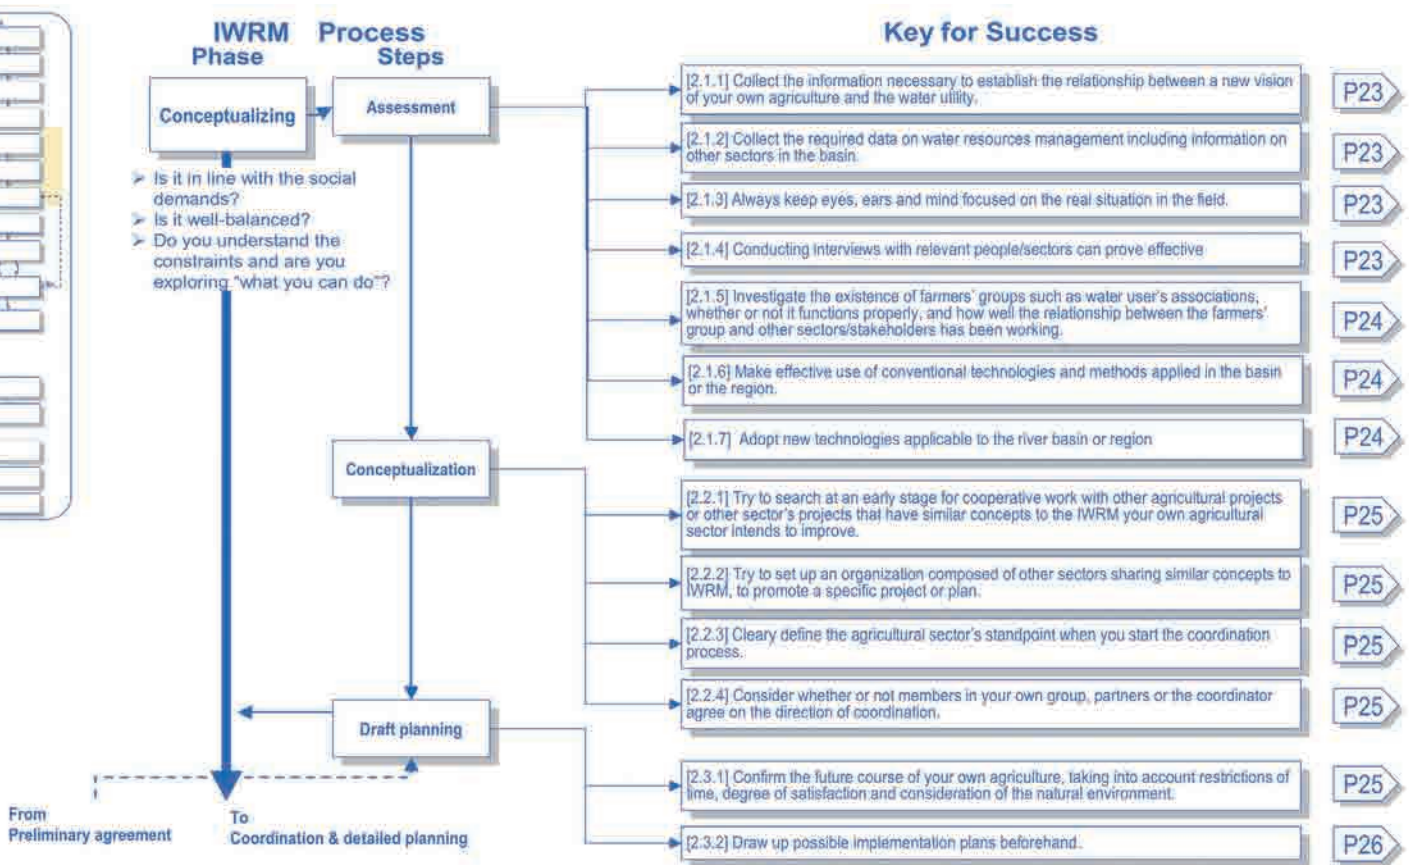 IWRM Process
Phase Steps
Key for Success
Conceptualizing
Assessment
➢ Is it in line with the social
demands?
➢ Is it well-balanced?
➢ Do you understand the
constraints and are you
exploring "what you can do"?
[2.1.1] Collect the information necessary to establish the relationship between a new vision
of your own agriculture and the water utility.
P23
[2.1.2] Collect the required data on water resources management including information on
other sectors in the basin.
P23
[2.1.3] Always keep eyes, ears and mind focused on the real situation in the field.
P23
[2.1.4] Conducting interviews with relevant people/sectors can prove effective
P23
[2.1.5] Investigate the existence of farmers' groups such as water user's associations,
whether or not it functions properly, and how well the relationship between the farmers'
group and other sectors/stakeholders has been working.
P24
[2.1.6] Make effective use of conventional technologies and methods applied in the basin
or the region.
P24
[2.1.7] Adopt new technologies applicable to the river basin or region
P24
Conceptualization
[2.2.1] Try to search at an early stage for cooperative work with other agricultural projects
or other sector's projects that have similar concepts to the IWRM your own agricultural
sector intends to improve.
P25
[2.2.2] Try to set up an organization composed of other sectors sharing similar concepts to
IWRM, to promote a specific project or plan.
P25
[2.2.3] Cleary define the agricultural sector's standpoint when you start the coordination
process.
P25
[2.2.4] Consider whether or not members in your own group, partners or the coordinator
agree on the direction of coordination.
P25
Draft planning
[2.3.1] Confirm the future course of your own agriculture, taking into account restrictions of
time, degree of satisfaction and consideration of the natural environment.
P25
[2.3.2] Draw up possible implementation plans beforehand.
P26
From
Preliminary agreement
To
Coordination & detailed planning